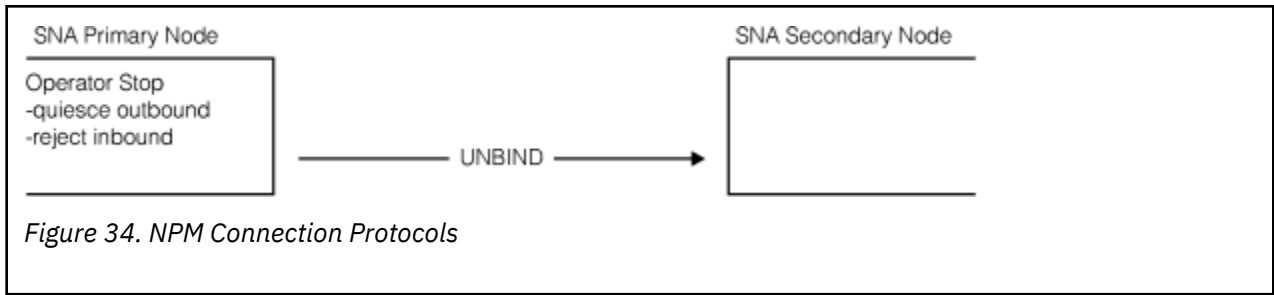 SNA Primary Node
SNA Secondary Node
Operator Stop
-quiesce outbound
-reject inbound
UNBIND
Figure 34. NPM Connection Protocols